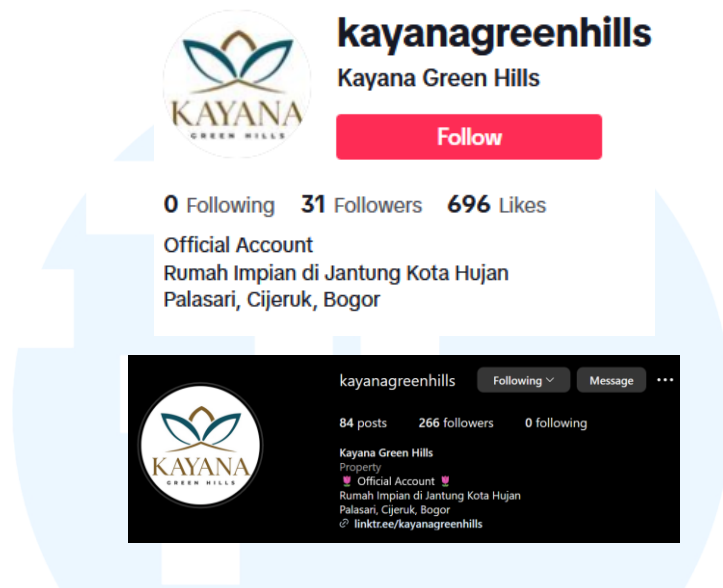 kayanagreenhills
Kayana Green Hills
KAYANA
GREEN HILLS
Follow
0 Following 31 Followers 696 Likes
Official Account
Rumah Impian di Jantung Kota Hujan
Palasari, Cijeruk, Bogor
kayanagreenhills Following Message
84 posts 266 followers 0 following
KAYANA
GREEN HILLS
Kayana Green Hills
Property
🌷 Official Account 🌷
Rumah Impian di Jantung Kota Hujan
Palasari, Cijeruk, Bogor
linktr.ee/kayanagreenhills